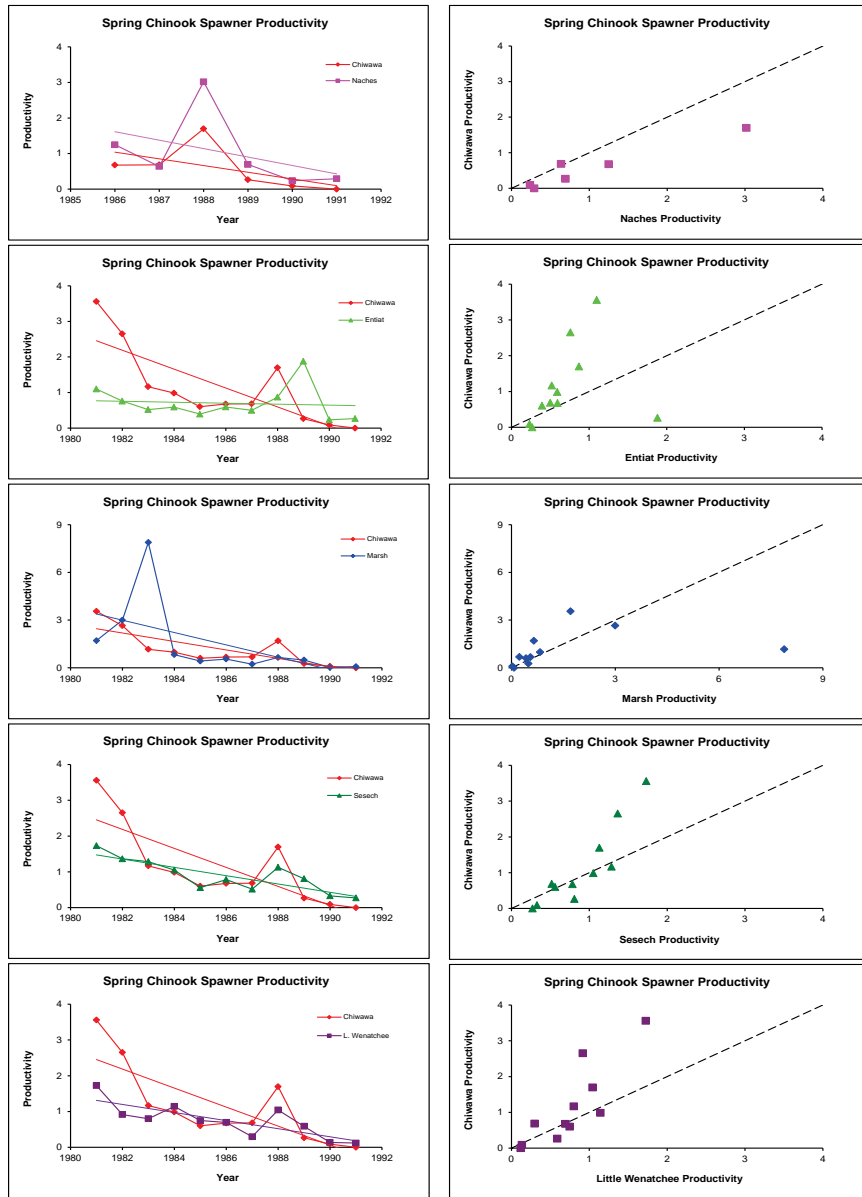 Spring Chinook Spawner Productivity
4
3
2
1
0
Productivity
Chiwawa
Naches
1985 1986 1987 1988 1989 1990 1991 1992
Year
Spring Chinook Spawner Productivity
4
3
2
1
0
Chiwawa Productivity
0 1 2 3 4
Naches Productivity
Spring Chinook Spawner Productivity
4
3
2
1
0
Productivity
Chiwawa
Entiat
1980 1982 1984 1986 1988 1990 1992
Year
Spring Chinook Spawner Productivity
4
3
2
1
0
Chiwawa Productivity
0 1 2 3 4
Entiat Productivity
Spring Chinook Spawner Productivity
9
6
3
0
Productivity
Chiwawa
Marsh
1980 1982 1984 1986 1988 1990 1992
Year
Spring Chinook Spawner Productivity
9
6
3
0
Chiwawa Productivity
0 3 6 9
Marsh Productivity
Spring Chinook Spawner Productivity
4
3
2
1
0
Prodcutivity
Chiwawa
Sesech
1980 1982 1984 1986 1988 1990 1992
Year
Spring Chinook Spawner Productivity
4
3
2
1
0
Chiwawa Productivity
0 1 2 3 4
Sesech Productivity
Spring Chinook Spawner Productivity
4
3
2
1
0
Productivity
Chiwawa
L. Wenatchee
1980 1982 1984 1986 1988 1990 1992
Year
Spring Chinook Spawner Productivity
4
3
2
1
0
Chiwawa Productivity
0 1 2 3 4
Little Wenatchee Productivity